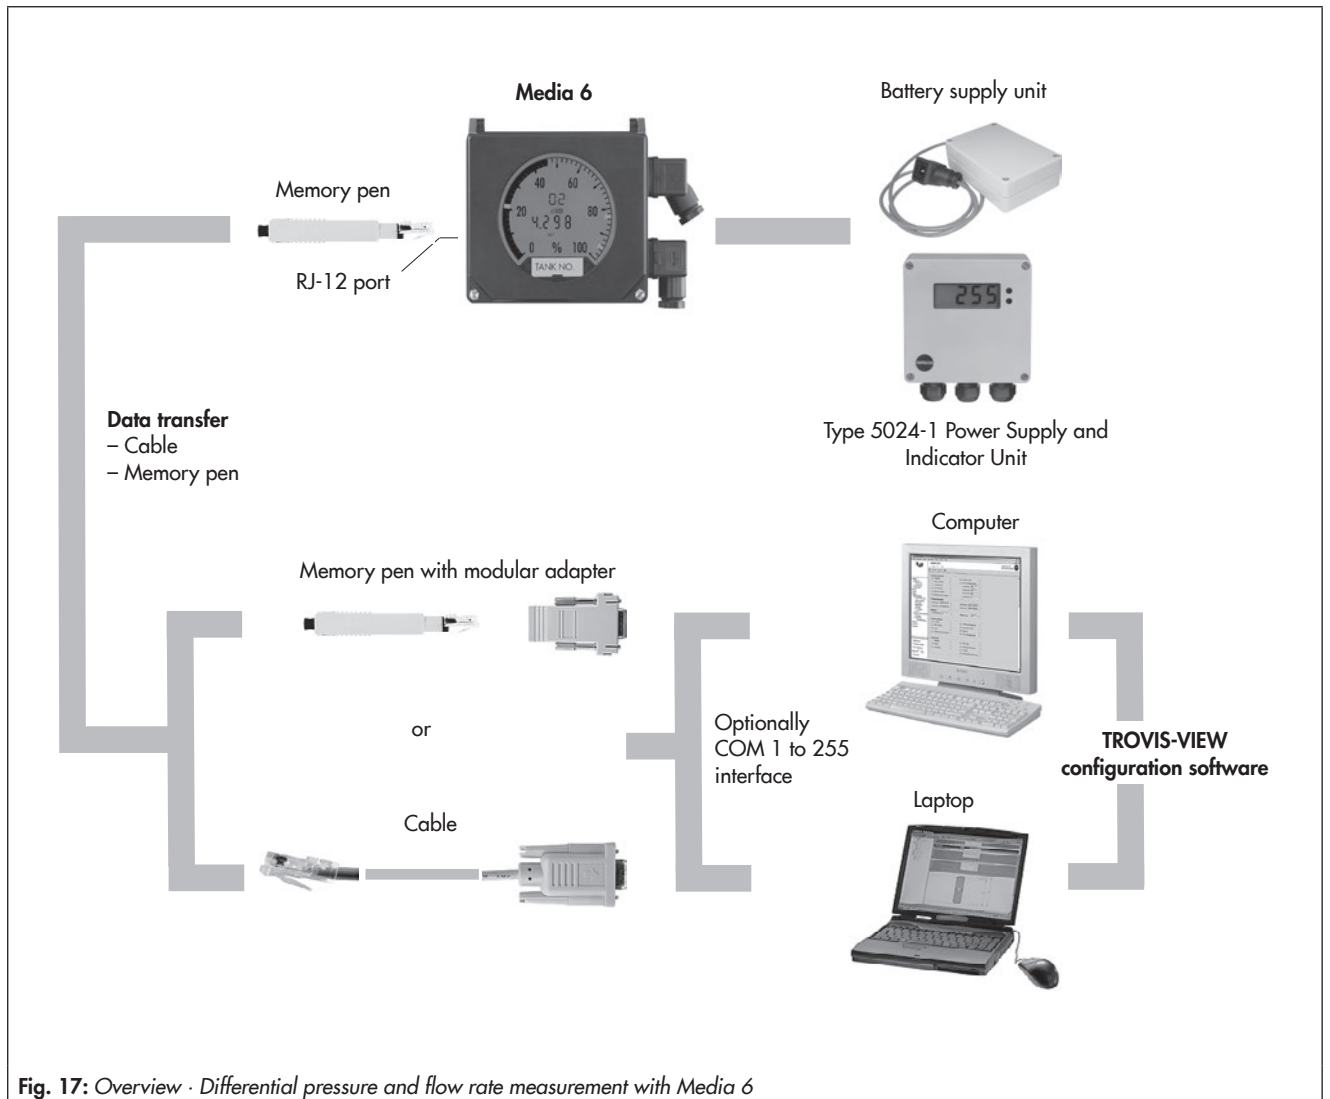 Media 6
Battery supply unit
Memory pen
RJ-12 port
0
20
40
60
80
100
%
02
4.298
TANK NO.
255
Type 5024-1 Power Supply and
Indicator Unit
Data transfer
– Cable
– Memory pen
Computer
Memory pen with modular adapter
or
Optionally
COM 1 to 255
interface
TROVIS-VIEW
configuration software
Cable
Laptop
Fig. 17: Overview · Differential pressure and flow rate measurement with Media 6